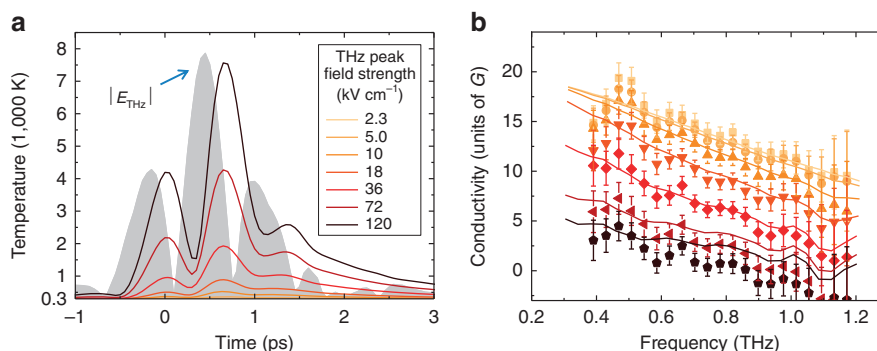 a
Temperature (1,000 K)
8
7
6
5
4
3
2
1
0.3
|E_THz|
THz peak
field strength
(kV cm⁻¹)
2.3
5.0
10
18
36
72
120
−1 0 1 2 3
Time (ps)
b
Conductivity (units of G)
20
15
10
5
0
0.2 0.4 0.6 0.8 1.0 1.2
Frequency (THz)